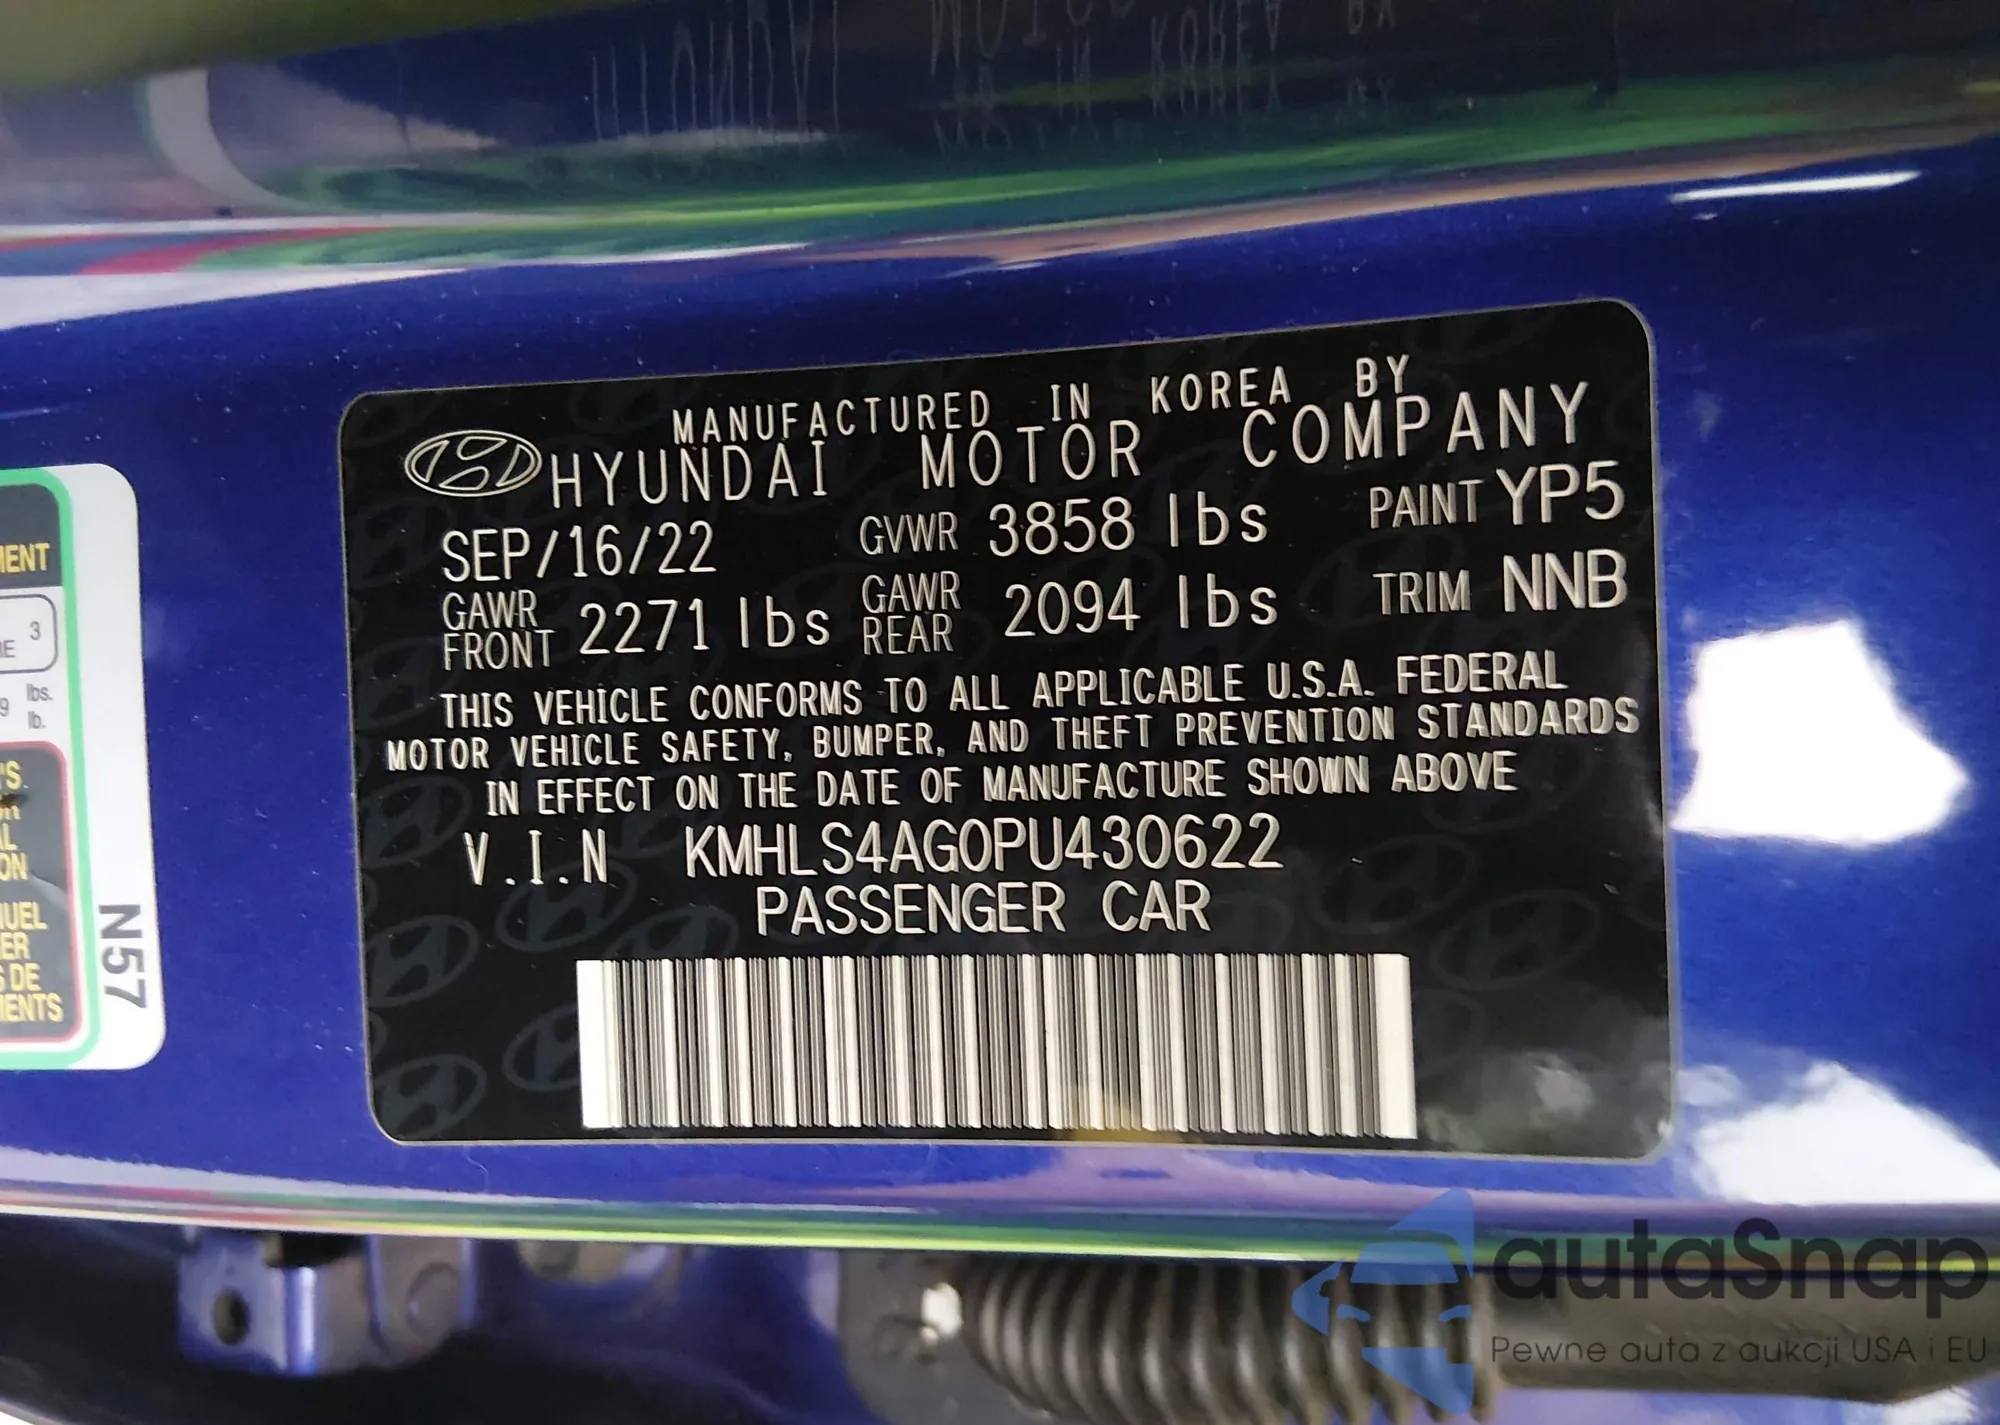 MANUFACTURED IN KOREA BY
HYUNDAI MOTOR COMPANY
SEP/16/22 GVWR 3858 lbs PAINT YP5
GAWR FRONT 2271 lbs GAWR REAR 2094 lbs TRIM NNB
THIS VEHICLE CONFORMS TO ALL APPLICABLE U.S.A. FEDERAL
MOTOR VEHICLE SAFETY, BUMPER, AND THEFT PREVENTION STANDARDS
IN EFFECT ON THE DATE OF MANUFACTURE SHOWN ABOVE
V.I.N KMHLS4AG0PU430622
PASSENGER CAR
3
lbs.
lb.
N57
autaSnap
Pewne auta z aukcji USA i EU